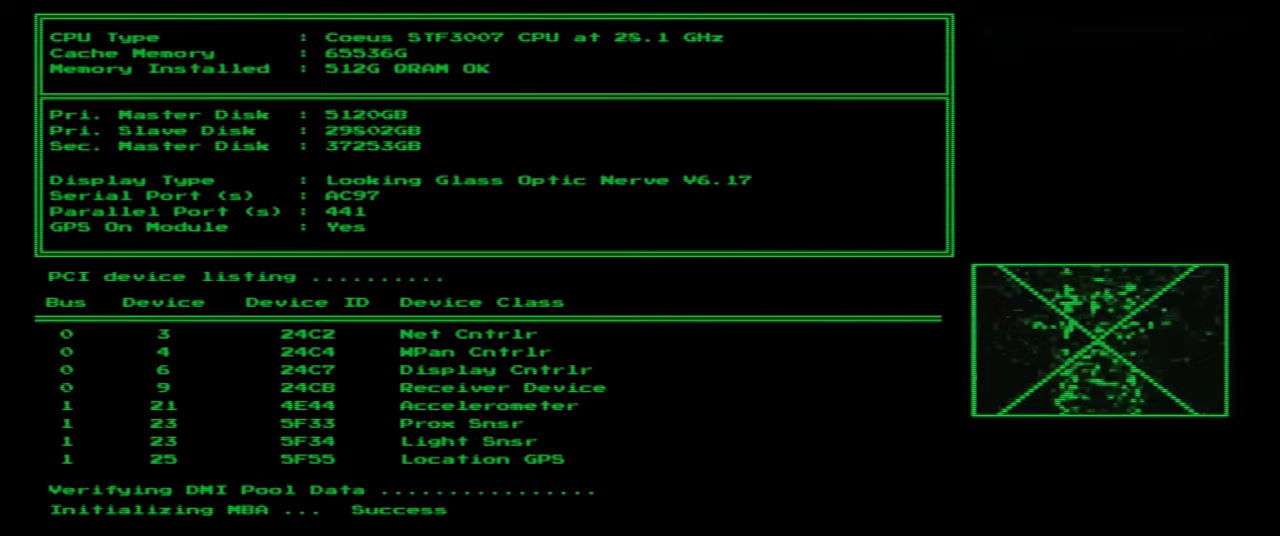 CPU Type : Coeus STF3007 CPU at 28.1 GHz
Cache Memory : 65536G
Memory Installed : 512G QRAM OK
Pri. Master Disk : 5120GB
Pri. Slave Disk : 29802GB
Sec. Master Disk : 37253GB
Display Type : Looking Glass Optic Nerve V6.17
Serial Port (s) : AC97
Parallel Port (s) : 441
GPS On Module : Yes
PCI device listing ..........
Bus Device Device ID Device Class
0 3 24C2 Net Cntrlr
0 4 24C4 WPan Cntrlr
0 6 24C7 Display Cntrlr
0 9 24CB Receiver Device
1 21 4E44 Accelerometer
1 23 5F33 Prox Snsr
1 23 5F34 Light Snsr
1 25 5F55 Location GPS
Verifying DMI Pool Data ................
Initializing MBA ... Success